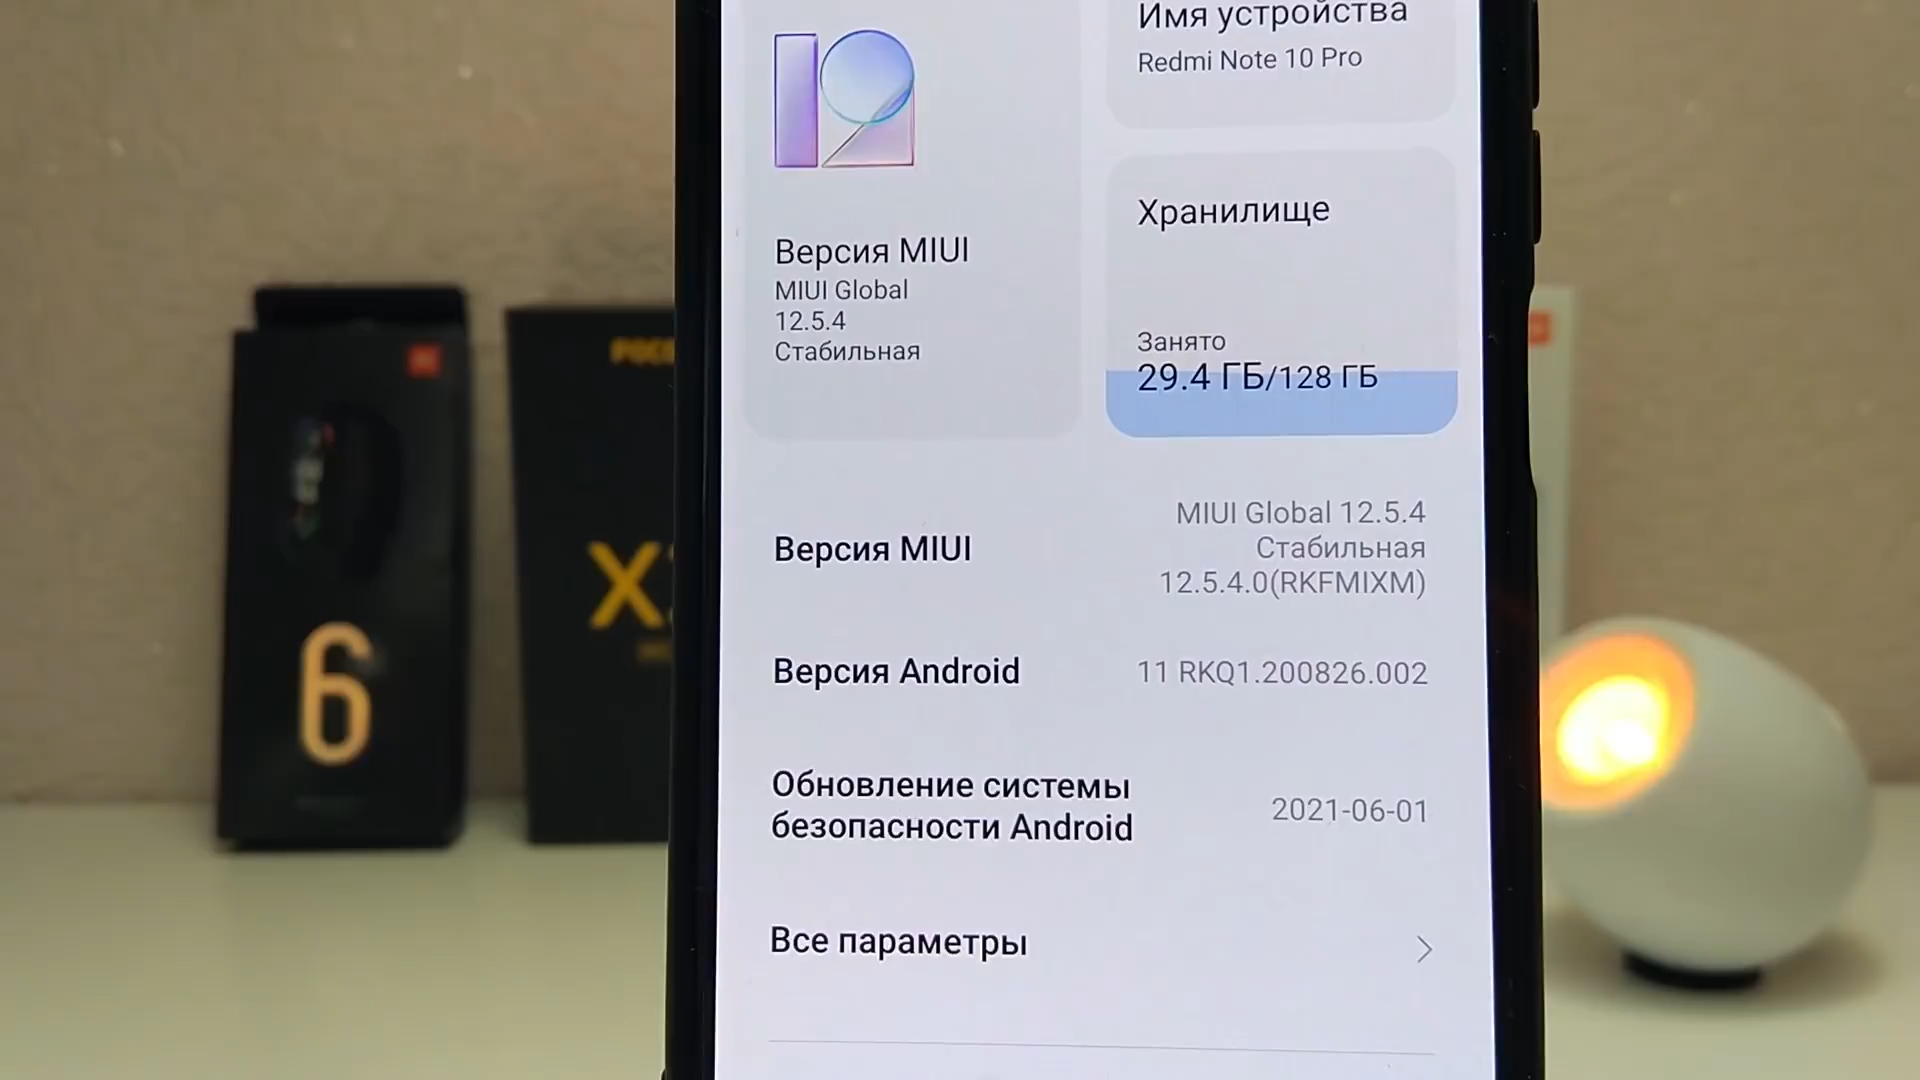 Имя устройства
Redmi Note 10 Pro
Хранилище
Занято
29.4 ГБ/128 ГБ
12
Версия MIUI
MIUI Global
12.5.4
Стабильная
Версия MIUI
MIUI Global 12.5.4
Стабильная
12.5.4.0(RKFMIXM)
Версия Android
11 RKQ1.200826.002
Обновление системы
безопасности Android
2021-06-01
Все параметры
6
POCO